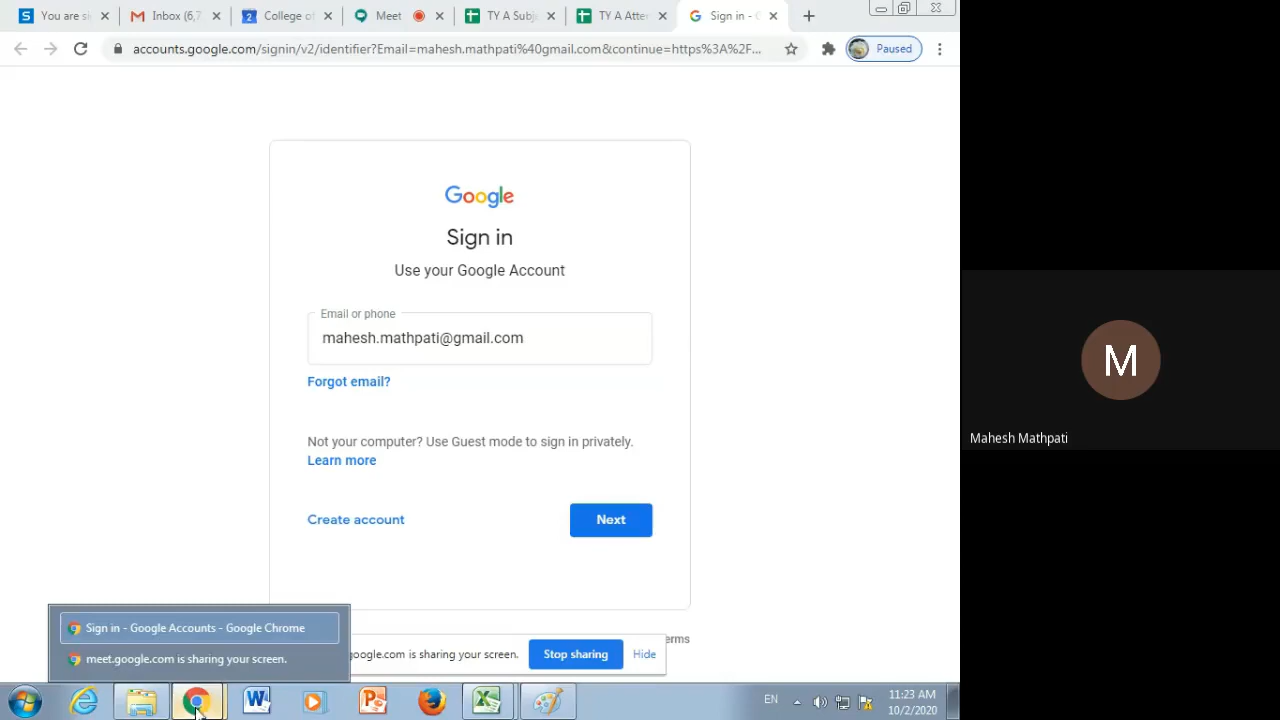 You are sh
Inbox (6,7
College of
Meet
TY A Subje
TY A Atter
Sign in - G
accounts.google.com/signin/v2/identifier?Email=mahesh.mathpati%40gmail.com&continue=https%3A%2F...
Paused
Google
Sign in
Use your Google Account
Email or phone
mahesh.mathpati@gmail.com
Forgot email?
Not your computer? Use Guest mode to sign in privately.
Learn more
Create account
Next
M
Mahesh Mathpati
Sign in - Google Accounts - Google Chrome
meet.google.com is sharing your screen.
google.com is sharing your screen.
Stop sharing
Hide
erms
EN
11:23 AM
10/2/2020